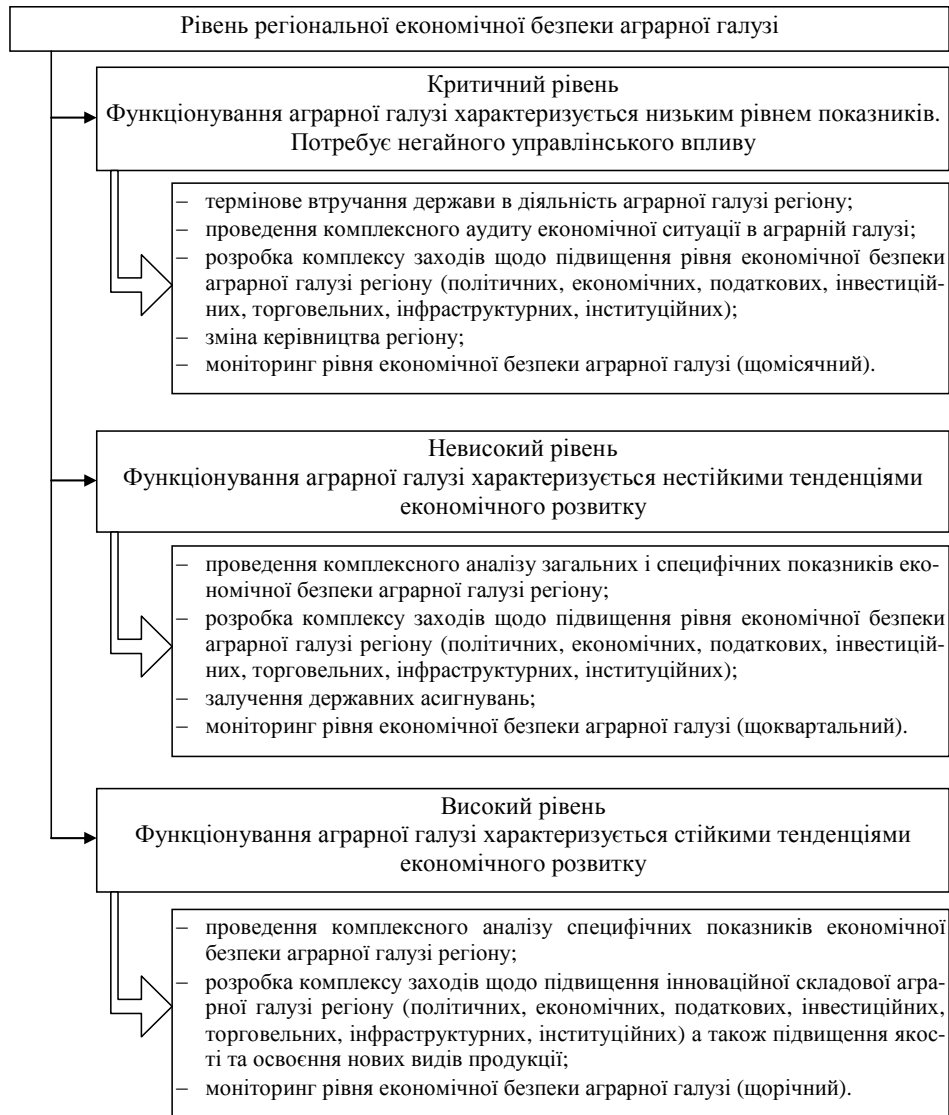 Рівень регіональної економічної безпеки аграрної галузі
Критичний рівень
Функціонування аграрної галузі характеризується низьким рівнем показників.
Потребує негайного управлінського впливу
– термінове втручання держави в діяльність аграрної галузі регіону;
– проведення комплексного аудиту економічної ситуації в аграрній галузі;
– розробка комплексу заходів щодо підвищення рівня економічної безпеки
аграрної галузі регіону (політичних, економічних, податкових, інвестицій-
них, торговельних, інфраструктурних, інституційних);
– зміна керівництва регіону;
– моніторинг рівня економічної безпеки аграрної галузі (щомісячний).
Невисокий рівень
Функціонування аграрної галузі характеризується нестійкими тенденціями
економічного розвитку
– проведення комплексного аналізу загальних і специфічних показників еко-
номічної безпеки аграрної галузі регіону;
– розробка комплексу заходів щодо підвищення рівня економічної безпеки
аграрної галузі регіону (політичних, економічних, податкових, інвестицій-
них, торговельних, інфраструктурних, інституційних);
– залучення державних асигнувань;
– моніторинг рівня економічної безпеки аграрної галузі (щоквартальний).
Високий рівень
Функціонування аграрної галузі характеризується стійкими тенденціями
економічного розвитку
– проведення комплексного аналізу специфічних показників економічної
безпеки аграрної галузі регіону;
– розробка комплексу заходів щодо підвищення інноваційної складової агра-
рної галузі регіону (політичних, економічних, податкових, інвестиційних,
торговельних, інфраструктурних, інституційних) а також підвищення якос-
ті та освоєння нових видів продукції;
– моніторинг рівня економічної безпеки аграрної галузі (щорічний).